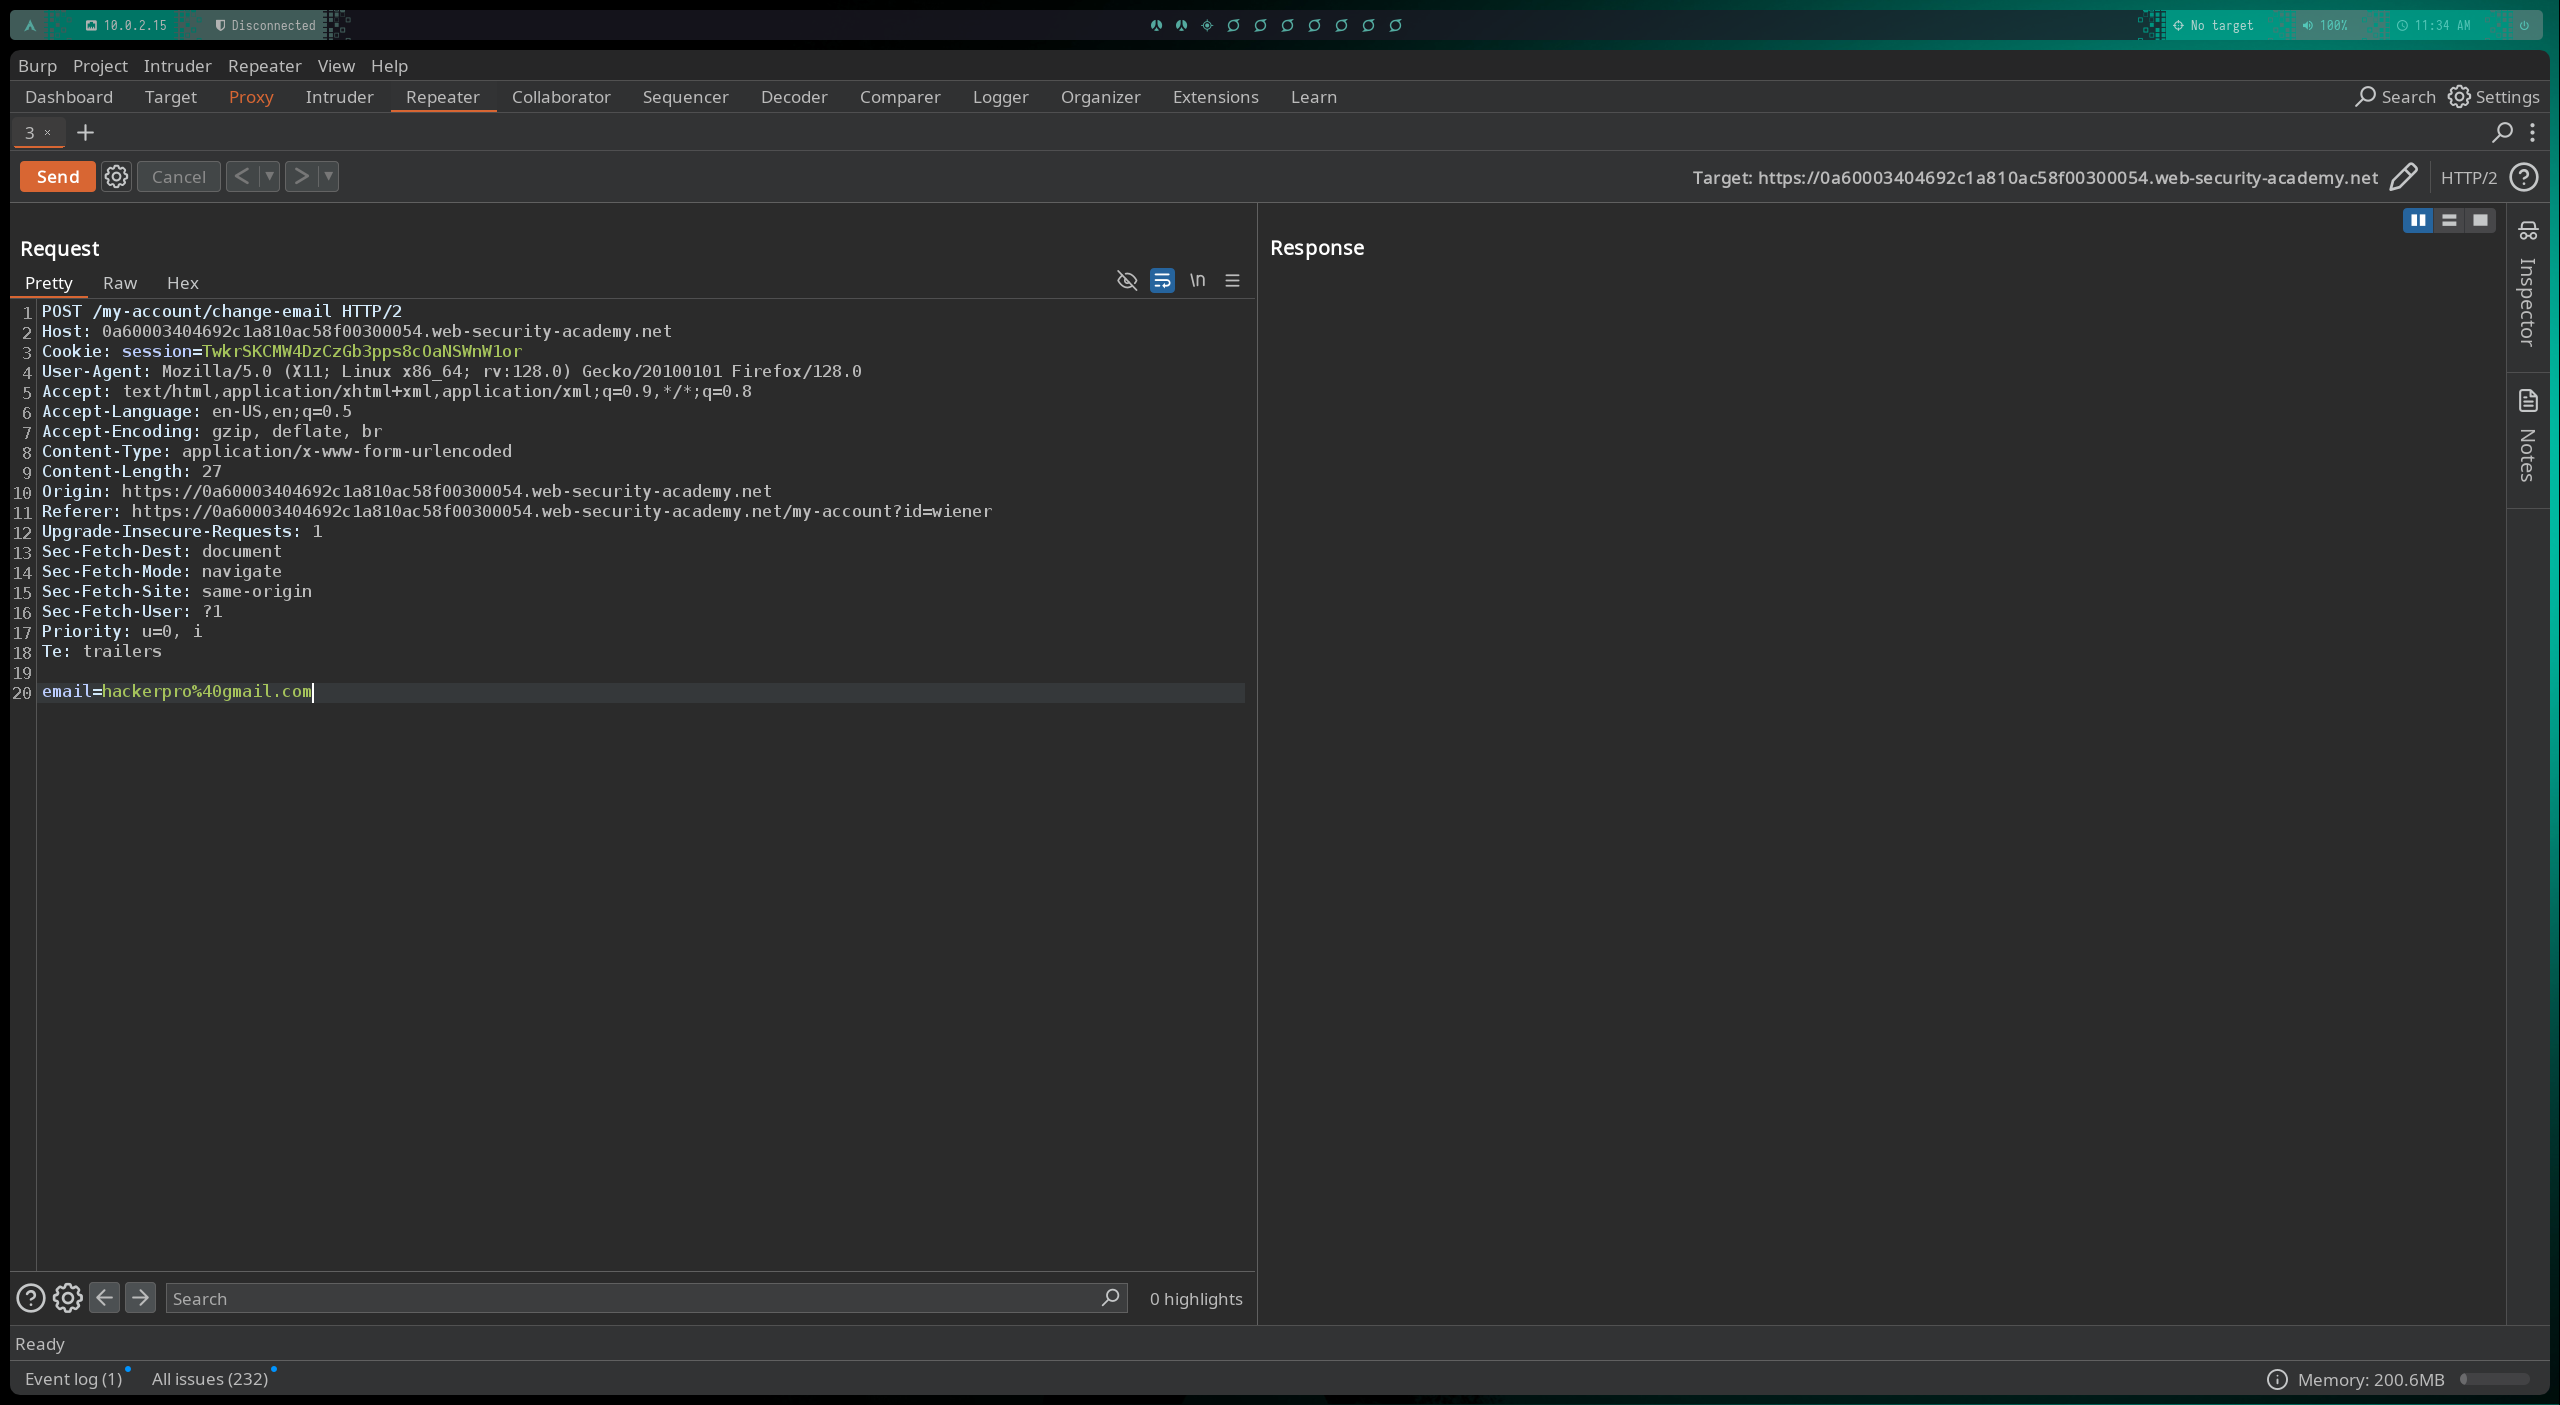 10.0.2.15 Disconnected No target 100% 11:34 AM
Burp Project Intruder Repeater View Help
Dashboard Target Proxy Intruder Repeater Collaborator Sequencer Decoder Comparer Logger Organizer Extensions Learn Search Settings
3 × +
Send Cancel < > Target: https://0a60003404692c1a810ac58f00300054.web-security-academy.net HTTP/2
Request
Response
Pretty Raw Hex \n
1 POST /my-account/change-email HTTP/2
2 Host: 0a60003404692c1a810ac58f00300054.web-security-academy.net
3 Cookie: session=TwkrSKCMW4DzCzGb3pps8cOaNSWnW1or
4 User-Agent: Mozilla/5.0 (X11; Linux x86_64; rv:128.0) Gecko/20100101 Firefox/128.0
5 Accept: text/html,application/xhtml+xml,application/xml;q=0.9,*/*;q=0.8
6 Accept-Language: en-US,en;q=0.5
7 Accept-Encoding: gzip, deflate, br
8 Content-Type: application/x-www-form-urlencoded
9 Content-Length: 27
10 Origin: https://0a60003404692c1a810ac58f00300054.web-security-academy.net
11 Referer: https://0a60003404692c1a810ac58f00300054.web-security-academy.net/my-account?id=wiener
12 Upgrade-Insecure-Requests: 1
13 Sec-Fetch-Dest: document
14 Sec-Fetch-Mode: navigate
15 Sec-Fetch-Site: same-origin
16 Sec-Fetch-User: ?1
17 Priority: u=0, i
18 Te: trailers
19
20 email=hackerpro%40gmail.com
Inspector
Notes
Search 0 highlights
Ready
Event log (1) All issues (232) Memory: 200.6MB